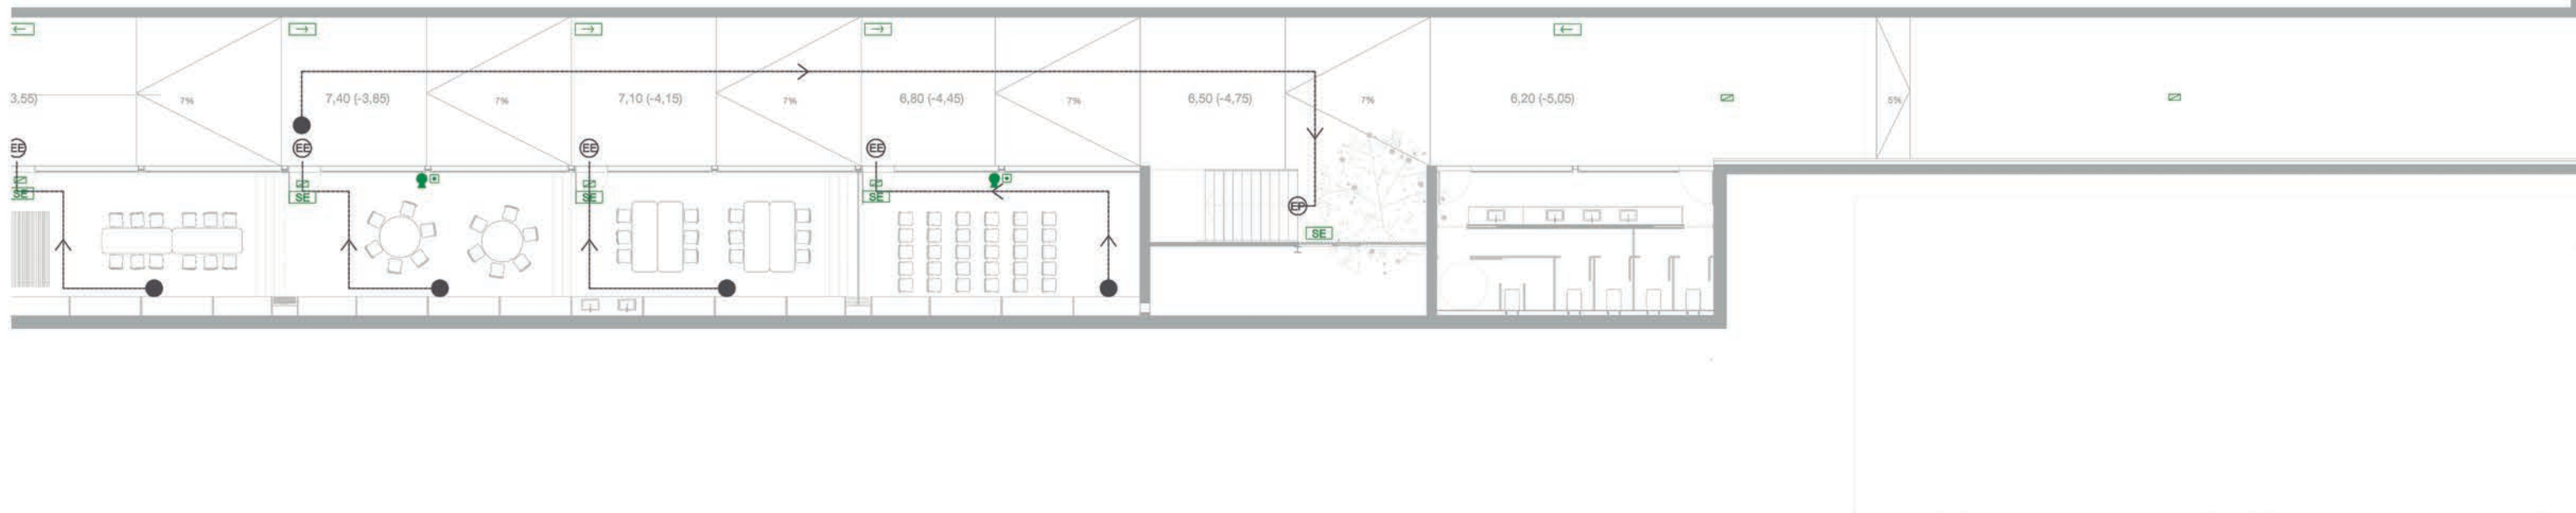 3,55)
7%
7,40 (-3,85)
7%
7,10 (-4,15)
7%
6,80 (-4,45)
7%
6,50 (-4,75)
7%
6,20 (-5,05)
5%
EE
EE
EE
EE
SE
SE
SE
SE
EP
SE